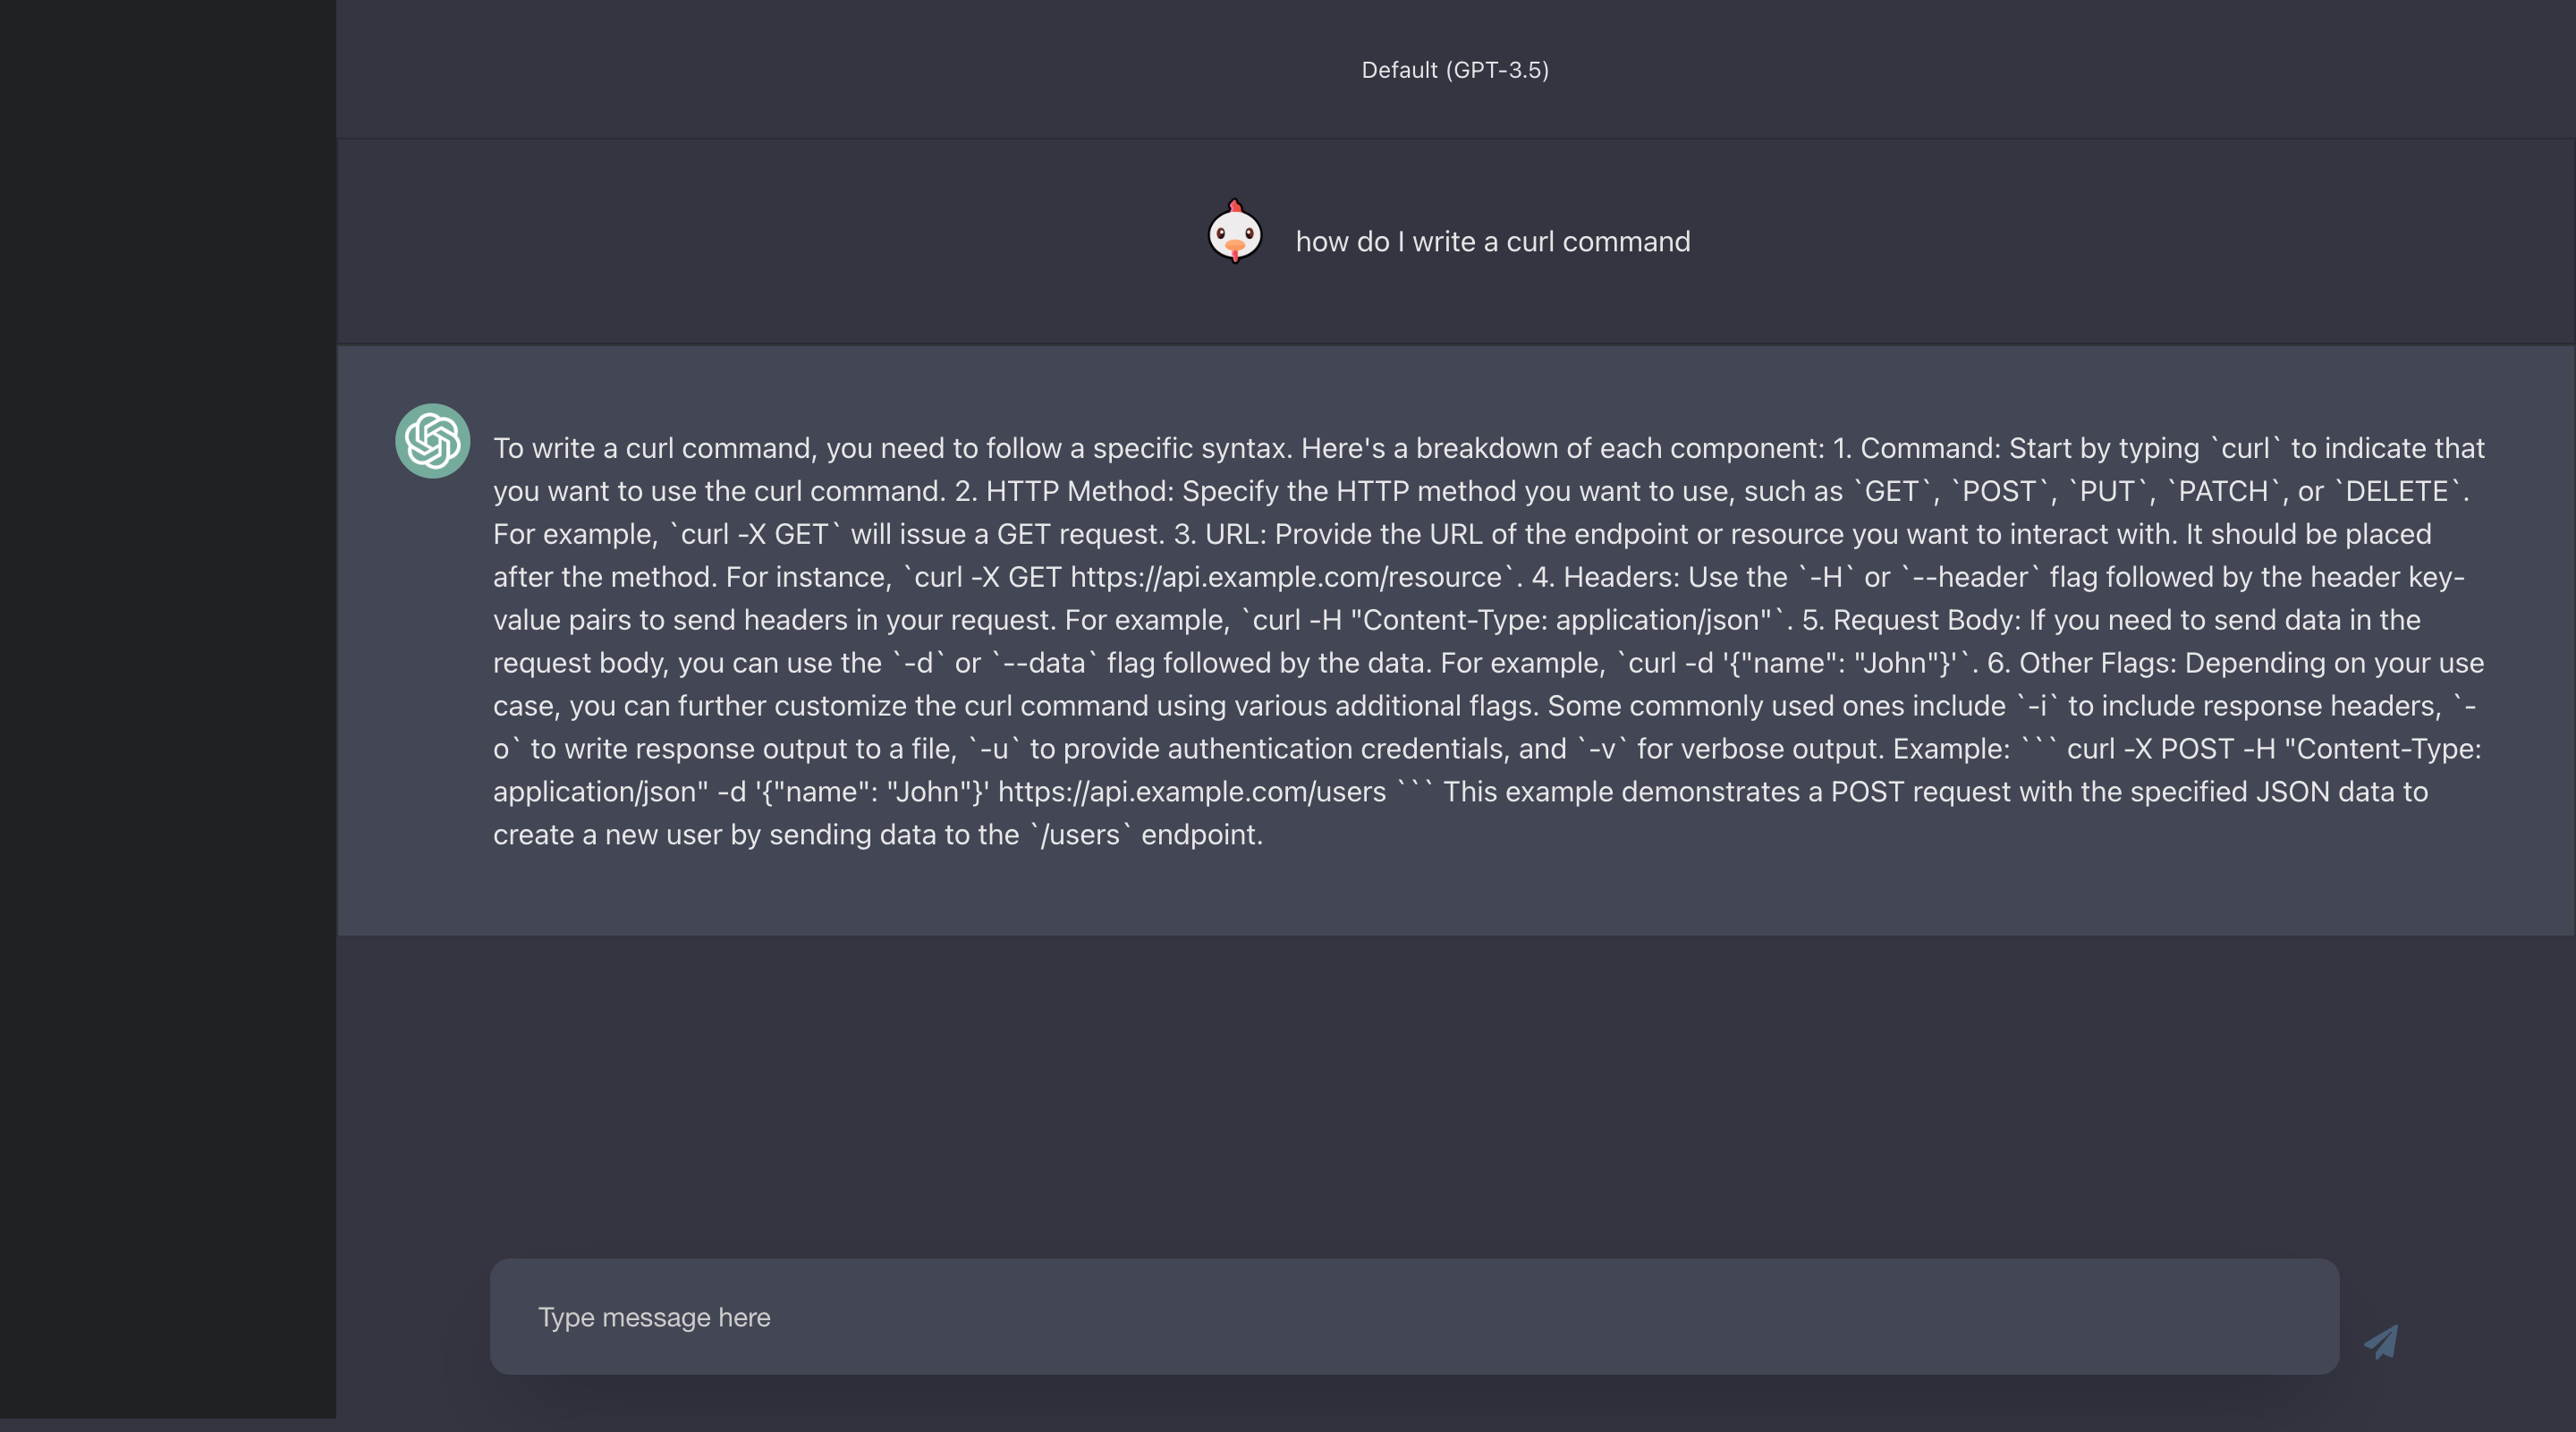 Default (GPT-3.5)
how do I write a curl command
To write a curl command, you need to follow a specific syntax. Here's a breakdown of each component: 1. Command: Start by typing `curl` to indicate that
you want to use the curl command. 2. HTTP Method: Specify the HTTP method you want to use, such as `GET`, `POST`, `PUT`, `PATCH`, or `DELETE`.
For example, `curl -X GET` will issue a GET request. 3. URL: Provide the URL of the endpoint or resource you want to interact with. It should be placed
after the method. For instance, `curl -X GET https://api.example.com/resource`. 4. Headers: Use the `-H` or `--header` flag followed by the header key-
value pairs to send headers in your request. For example, `curl -H "Content-Type: application/json"`. 5. Request Body: If you need to send data in the
request body, you can use the `-d` or `--data` flag followed by the data. For example, `curl -d '{"name": "John"}'`. 6. Other Flags: Depending on your use
case, you can further customize the curl command using various additional flags. Some commonly used ones include `-i` to include response headers, `-
o` to write response output to a file, `-u` to provide authentication credentials, and `-v` for verbose output. Example: ``` curl -X POST -H "Content-Type:
application/json" -d '{"name": "John"}' https://api.example.com/users ``` This example demonstrates a POST request with the specified JSON data to
create a new user by sending data to the `/users` endpoint.
Type message here